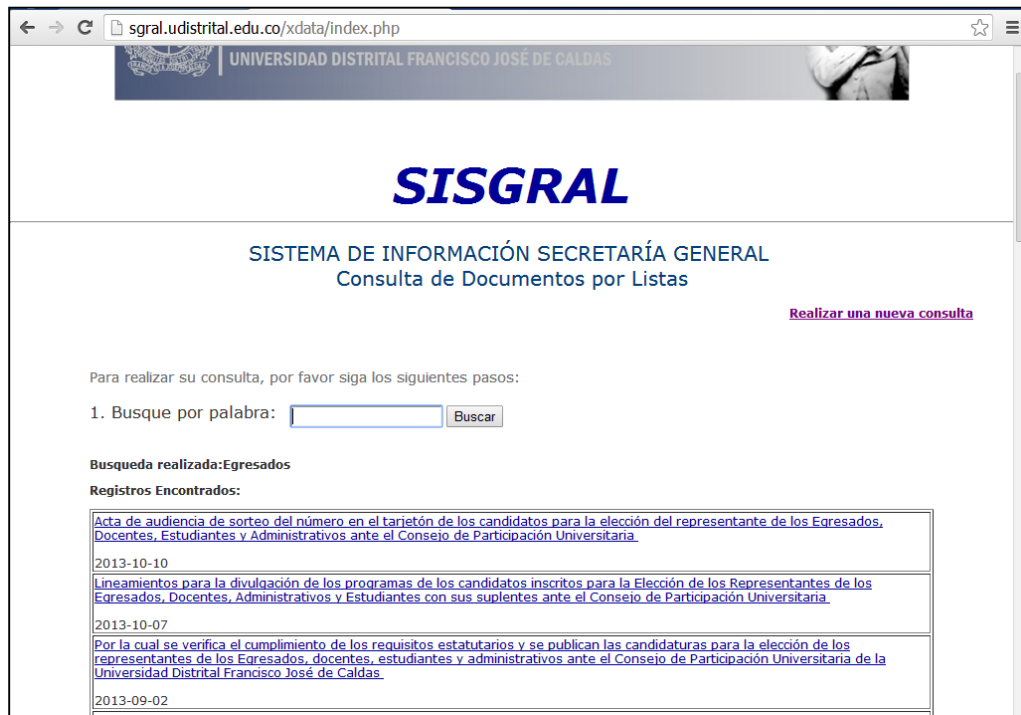 sgral.udistrital.edu.co/xdata/index.php
UNIVERSIDAD DISTRITAL FRANCISCO JOSÉ DE CALDAS
SISGRAL
SISTEMA DE INFORMACIÓN SECRETARÍA GENERAL
Consulta de Documentos por Listas
Realizar una nueva consulta
Para realizar su consulta, por favor siga los siguientes pasos:
1. Busque por palabra: Buscar
Busqueda realizada:Egresados
Registros Encontrados:
Acta de audiencia de sorteo del número en el tarjetón de los candidatos para la elección del representante de los Egresados,
Docentes, Estudiantes y Administrativos ante el Consejo de Participación Universitaria
2013-10-10
Lineamientos para la divulgación de los programas de los candidatos inscritos para la Elección de los Representantes de los
Egresados, Docentes, Administrativos y Estudiantes con sus suplentes ante el Consejo de Participación Universitaria
2013-10-07
Por la cual se verifica el cumplimiento de los requisitos estatutarios y se publican las candidaturas para la elección de los
representantes de los Egresados, docentes, estudiantes y administrativos ante el Consejo de Participación Universitaria de la
Universidad Distrital Francisco José de Caldas
2013-09-02